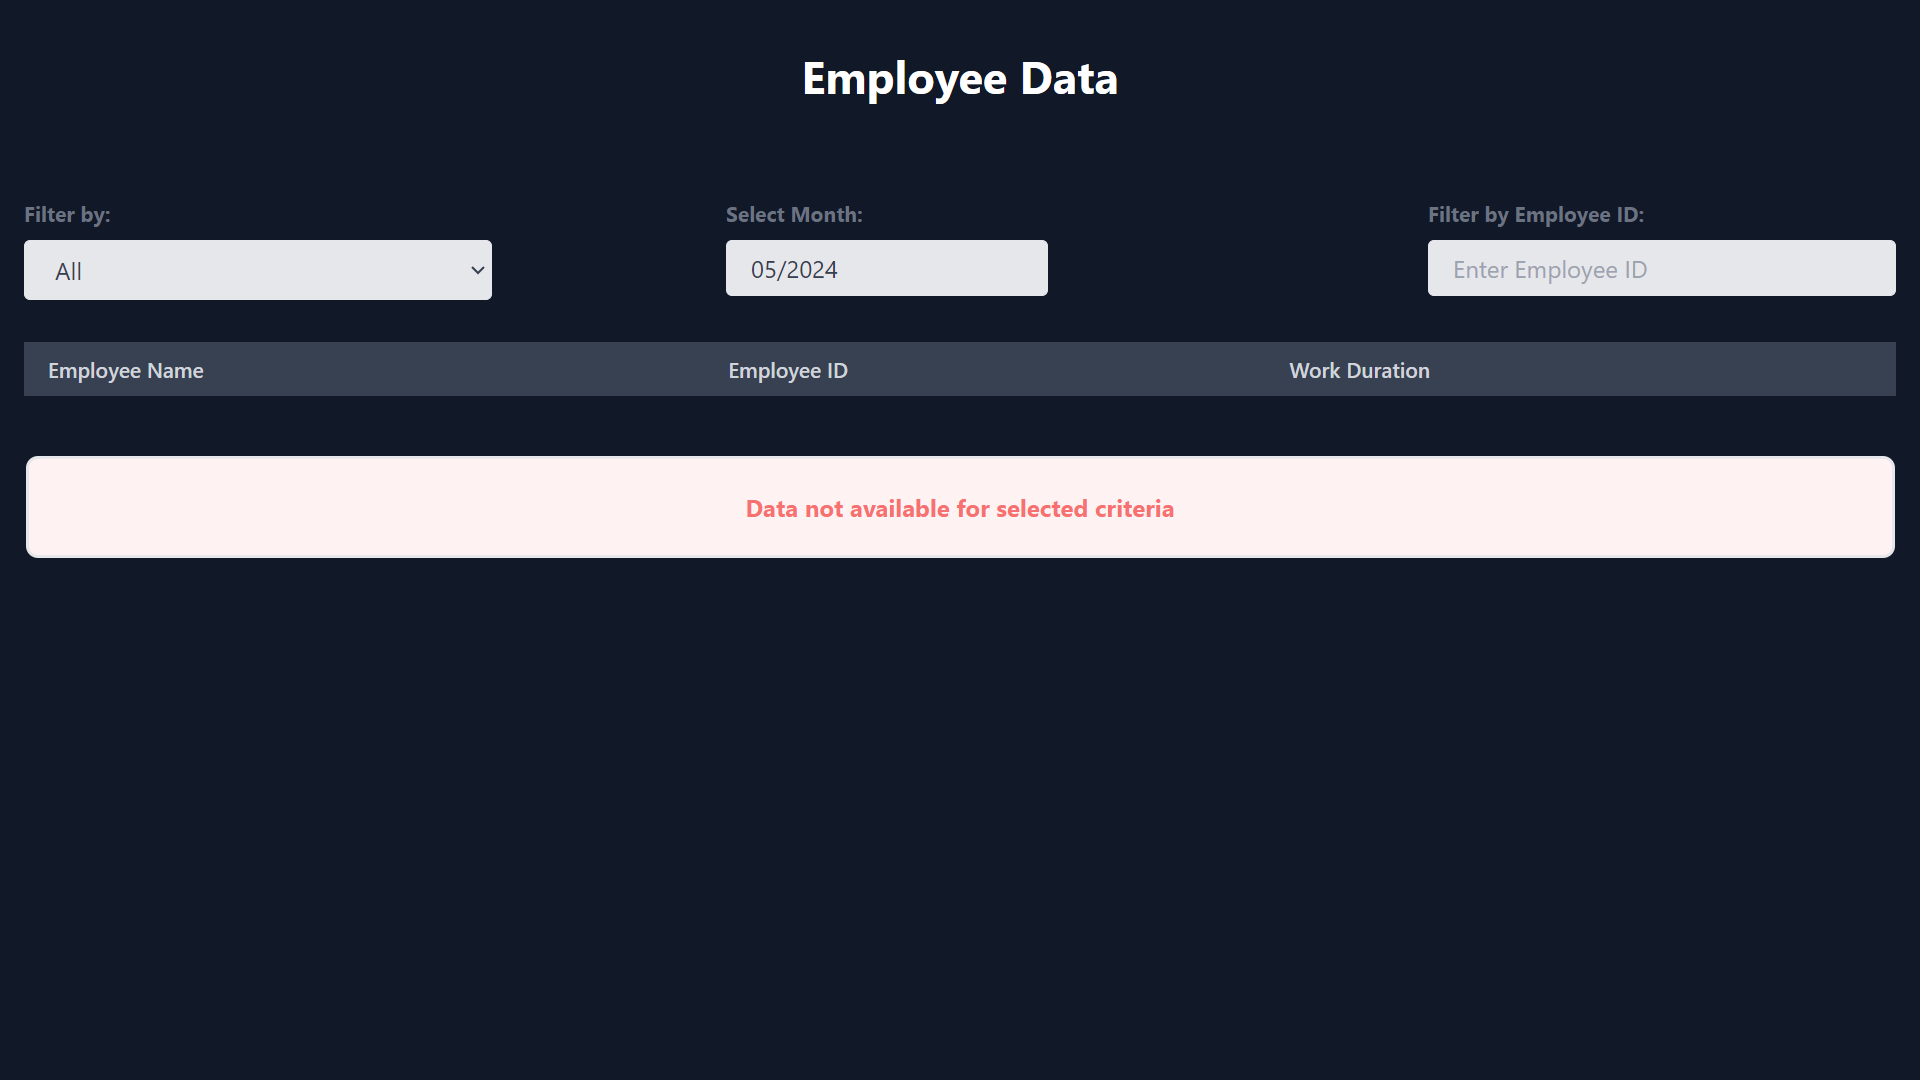 Employee Data
Filter by:
Select Month:
Filter by Employee ID:
All
05/2024
Enter Employee ID
Employee Name
Employee ID
Work Duration
Data not available for selected criteria